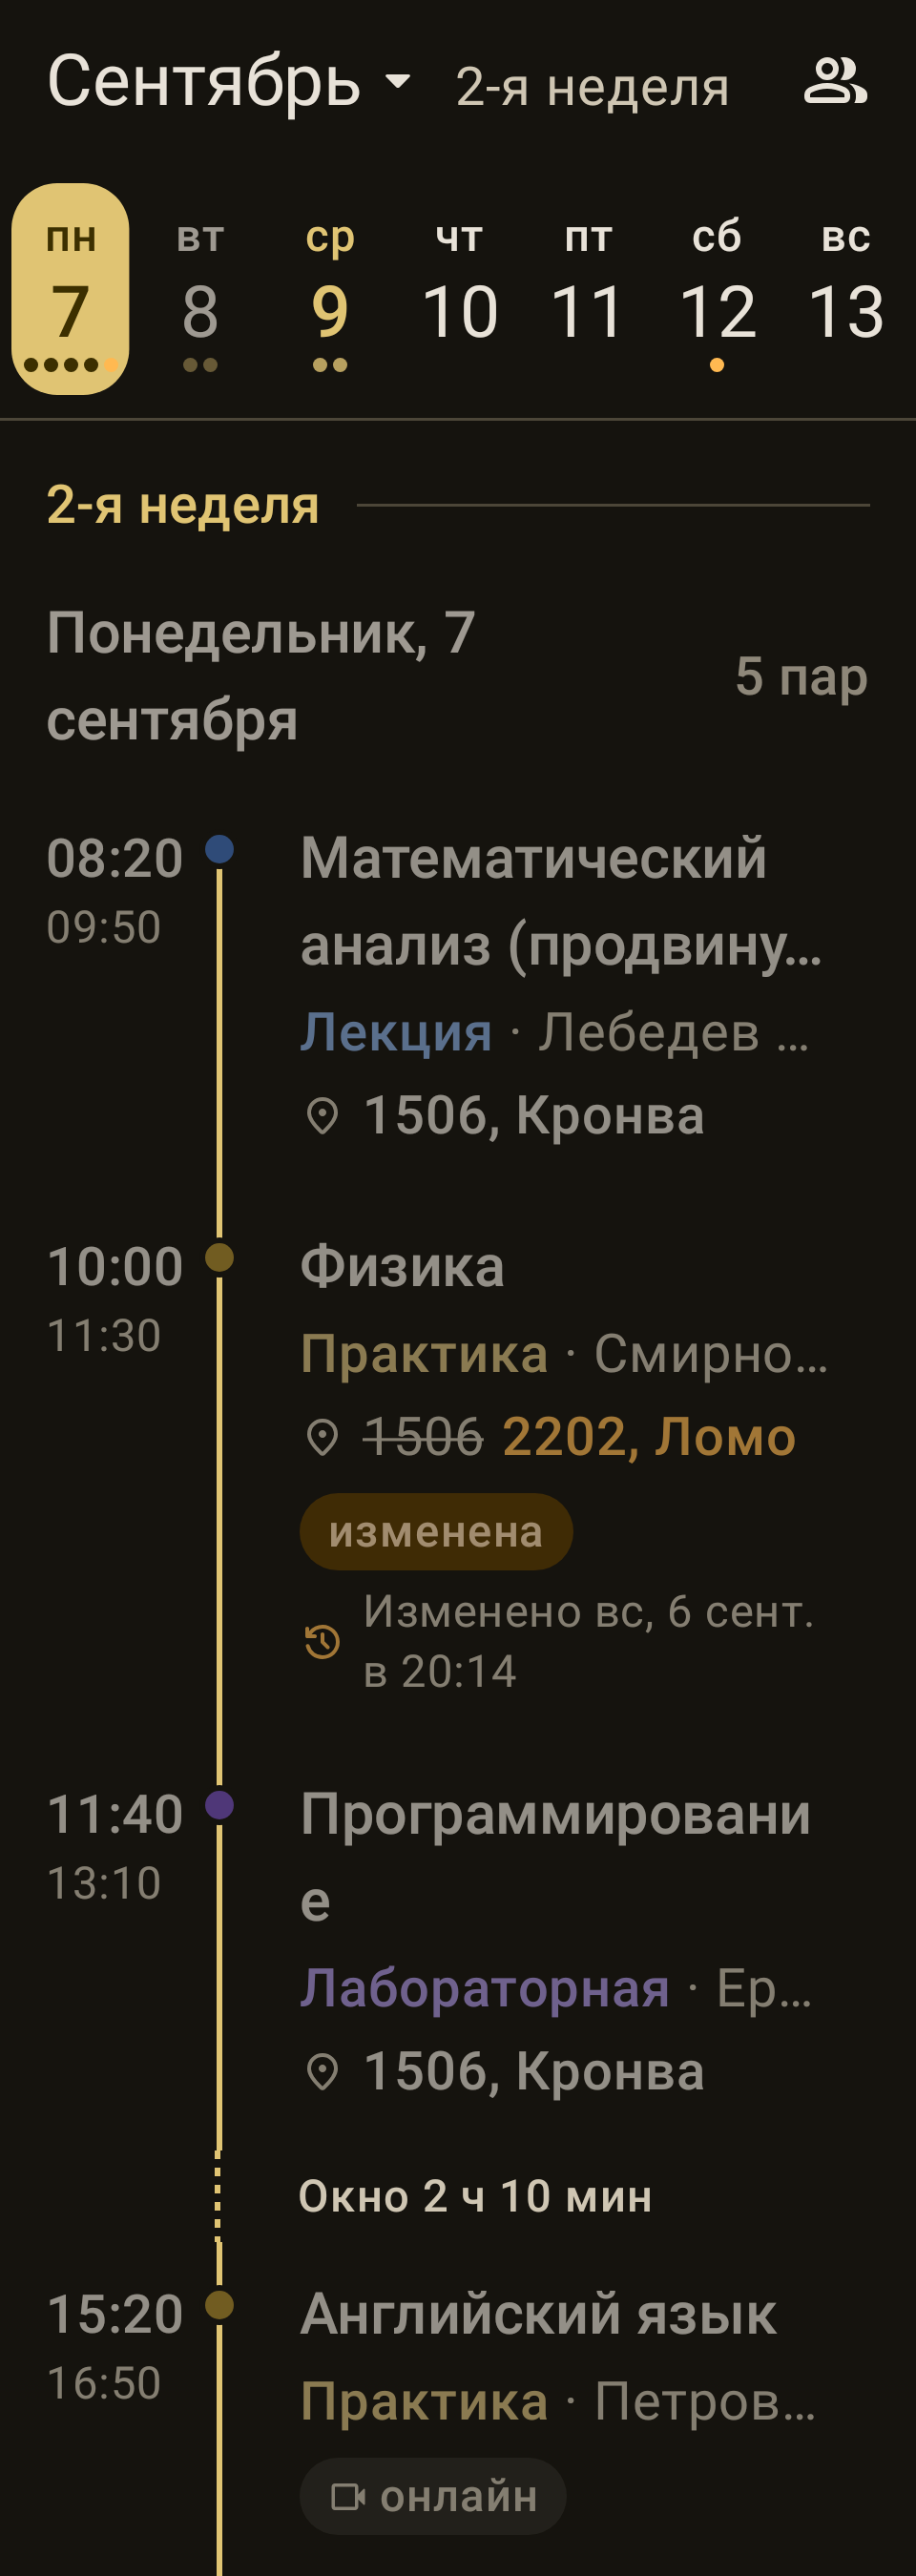 Сентябрь 2-я неделя
пн вт ср чт пт сб вс
7 8 9 10 11 12 13
2-я неделя
Понедельник, 7
сентября
5 пар
08:20
09:50
Математический
анализ (продвину...
Лекция · Лебедев ...
1506, Кронва
10:00
11:30
Физика
Практика · Смирно...
1506 2202, Ломо
изменена
Изменено вс, 6 сент.
в 20:14
11:40
13:10
Программировани
е
Лабораторная · Ер...
1506, Кронва
Окно 2 ч 10 мин
15:20
16:50
Английский язык
Практика · Петров...
онлайн